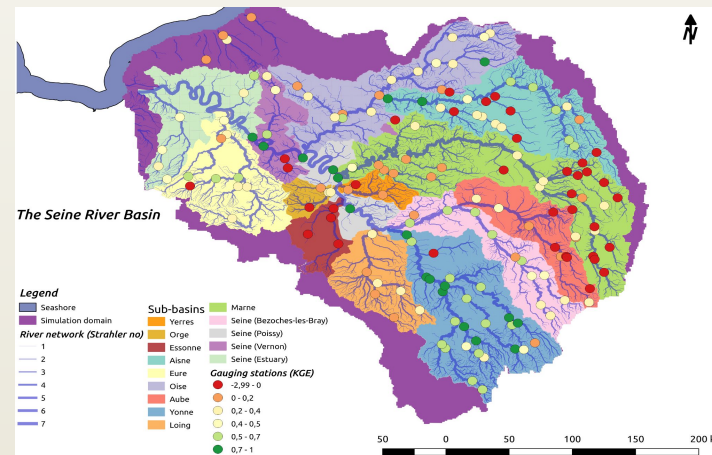 N
The Seine River Basin
Legend
Seashore
Simulation domain
River network (Strahler no)
1
2
3
4
5
6
7
Sub-basins
Yerres
Orge
Essonne
Aisne
Eure
Oise
Aube
Yonne
Loing
Marne
Seine (Bezoches-les-Bray)
Seine (Poissy)
Seine (Vernon)
Seine (Estuary)
Gauging stations (KGE)
-2,99 - 0
0 - 0,2
0,2 - 0,4
0,4 - 0,5
0,5 - 0,7
0,7 - 1
50 0 50 100 150 200 k